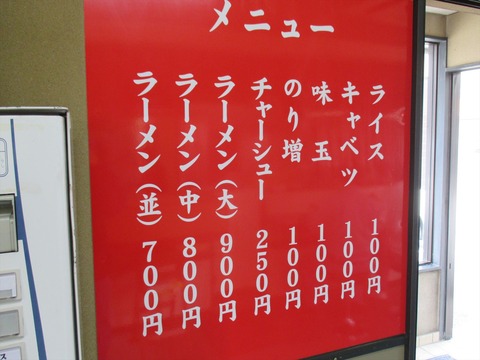 メニュー
ライス 100円
キャベツ 100円
味玉 100円
のり増 100円
チャーシュー 250円
ラーメン(大) 900円
ラーメン(中) 800円
ラーメン(並) 700円